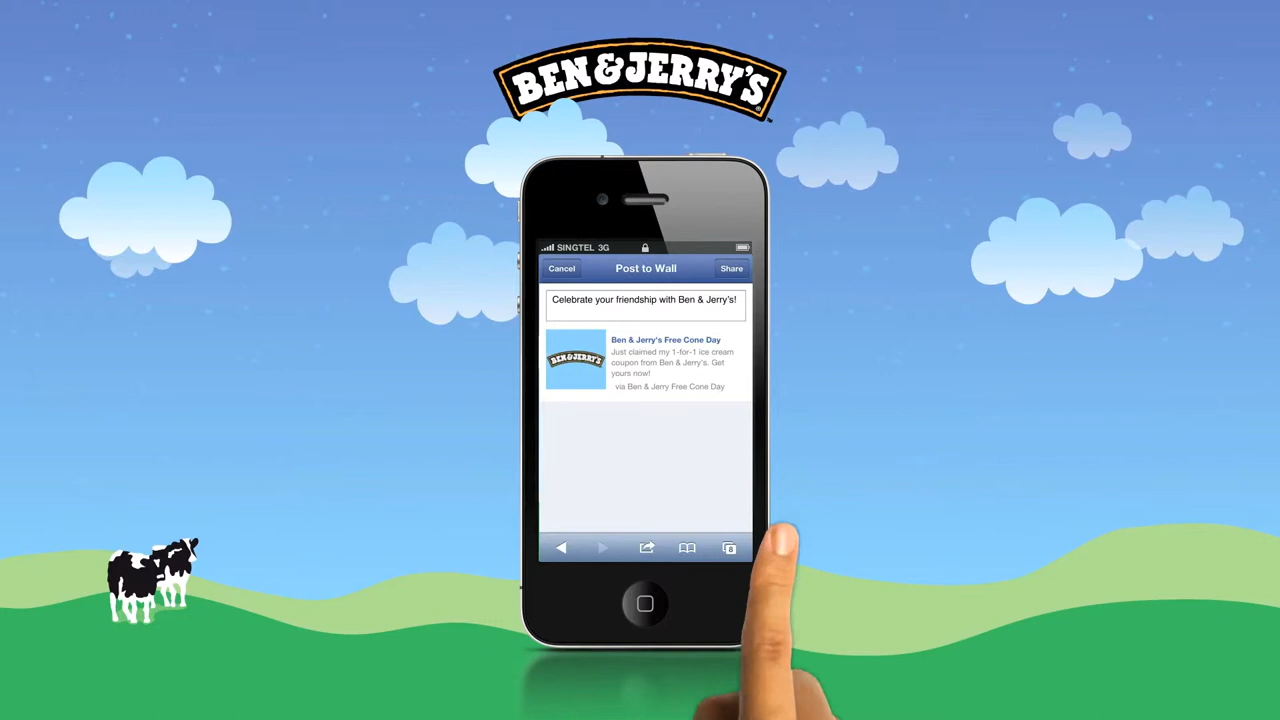 BEN & JERRY'S
SINGTEL 3G
Cancel
Post to Wall
Share
Celebrate your friendship with Ben & Jerry's!
BEN & JERRY'S
Ben & Jerry's Free Cone Day
Just claimed my 1-for-1 ice cream
coupon from Ben & Jerry's. Get
yours now!
via Ben & Jerry Free Cone Day
8